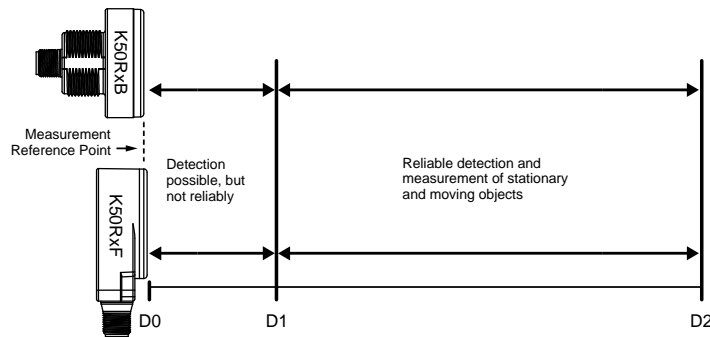 K50RxB
Measurement
Reference Point
Detection
possible, but
not reliably
Reliable detection and
measurement of stationary
and moving objects
K50RxF
D0
D1
D2